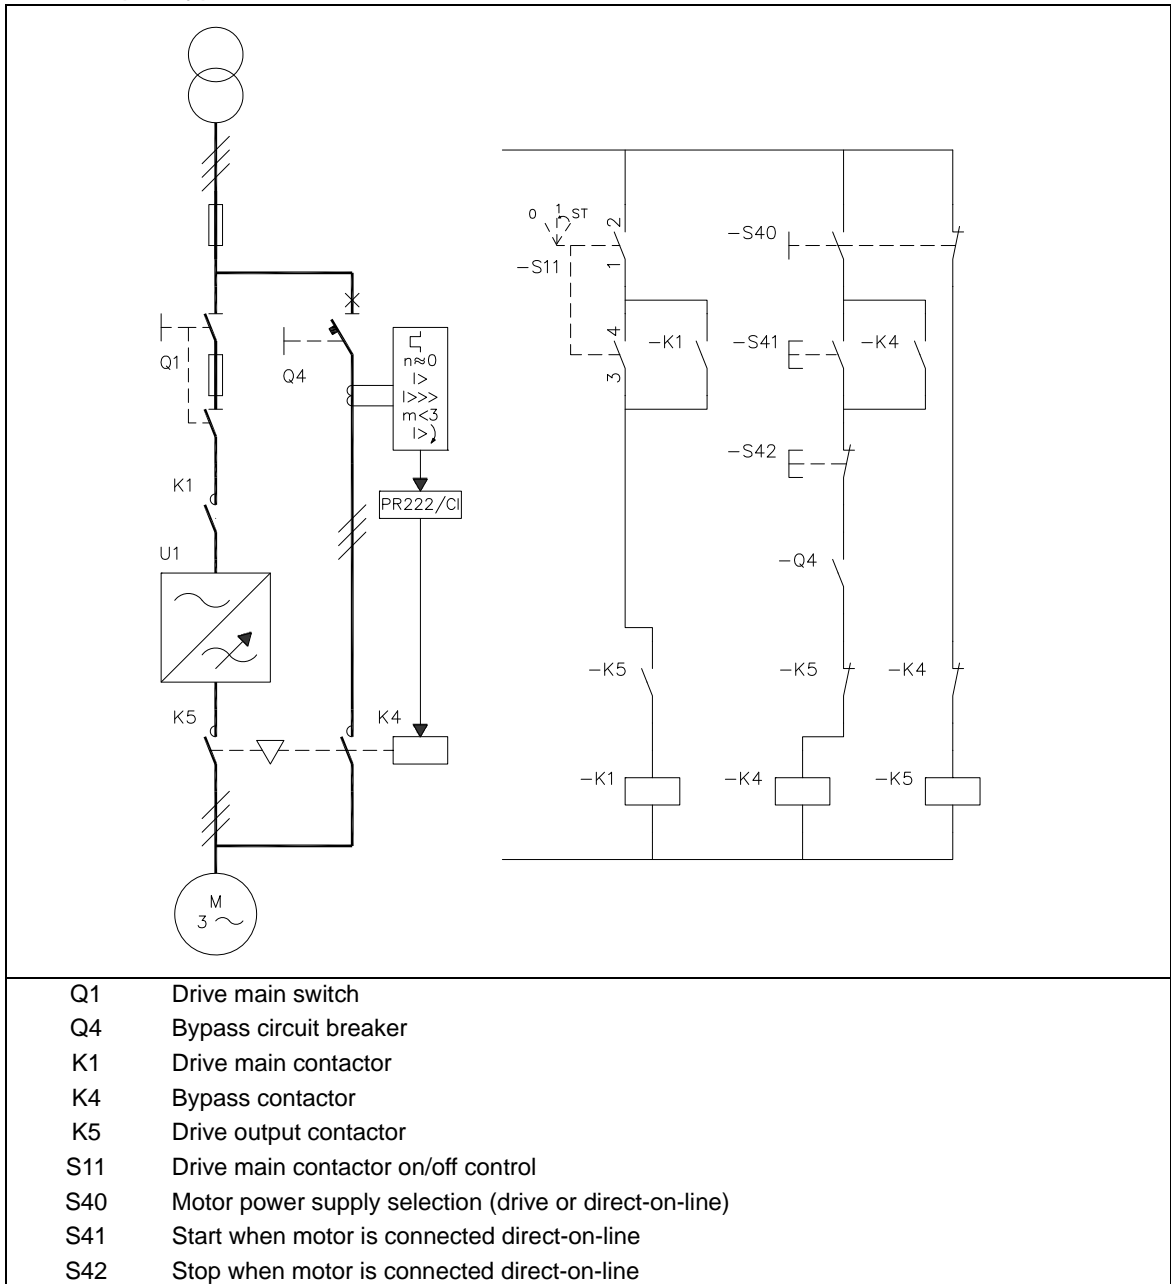 0 1 ST
2
1
-S11
4
3
-K1
-S40
-S41
-K4
-S42
-Q4
-K5
-K5
-K4
-K1
-K4
-K5
Q1
Q4
n≈0
I>
I>>>
m<3
I>
PR222/CI
K1
U1
K5
K4
M
3 ~
Q1 Drive main switch
Q4 Bypass circuit breaker
K1 Drive main contactor
K4 Bypass contactor
K5 Drive output contactor
S11 Drive main contactor on/off control
S40 Motor power supply selection (drive or direct-on-line)
S41 Start when motor is connected direct-on-line
S42 Stop when motor is connected direct-on-line